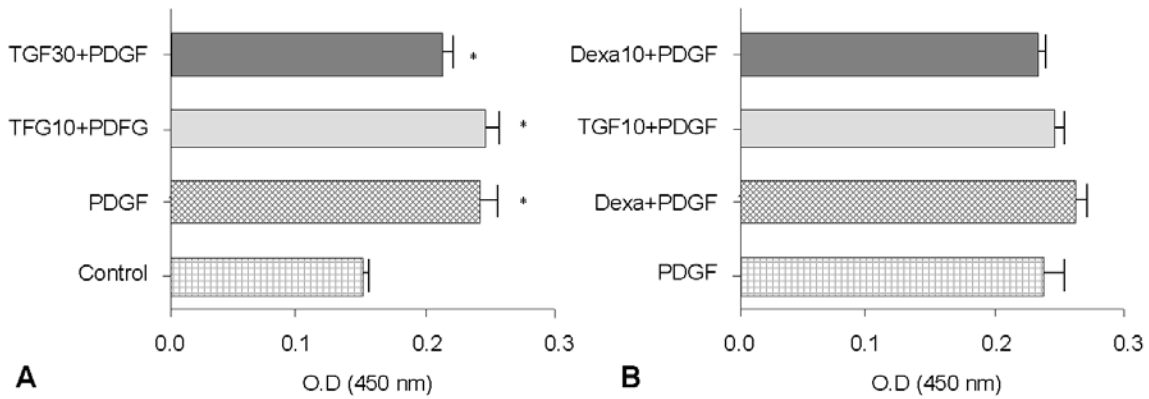 TGF30+PDGF
*
TFG10+PDFG
*
PDGF
*
Control
0.0 0.1 0.2 0.3
A
O.D (450 nm)
Dexa10+PDGF
TGF10+PDGF
Dexa+PDGF
PDGF
0.0 0.1 0.2 0.3
B
O.D (450 nm)